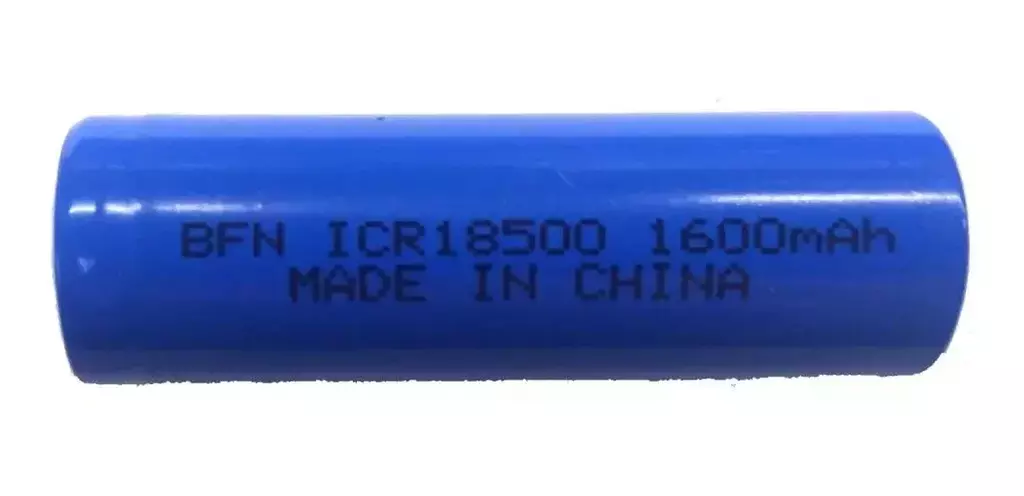 BFN ICR18500 1600mAh
MADE IN CHINA